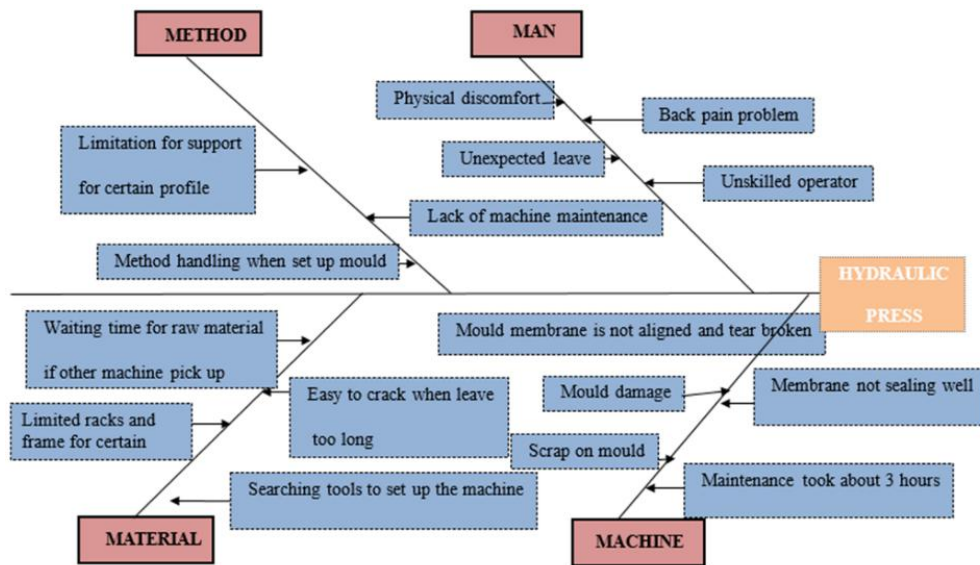 METHOD
MAN
Physical discomfort
Back pain problem
Limitation for support
for certain profile
Unexpected leave
Unskilled operator
Lack of machine maintenance
Method handling when set up mould
HYDRAULIC
PRESS
Waiting time for raw material
if other machine pick up
Mould membrane is not aligned and tear broken
Easy to crack when leave
too long
Mould damage
Membrane not sealing well
Limited racks and
frame for certain
Scrap on mould
Searching tools to set up the machine
Maintenance took about 3 hours
MATERIAL
MACHINE